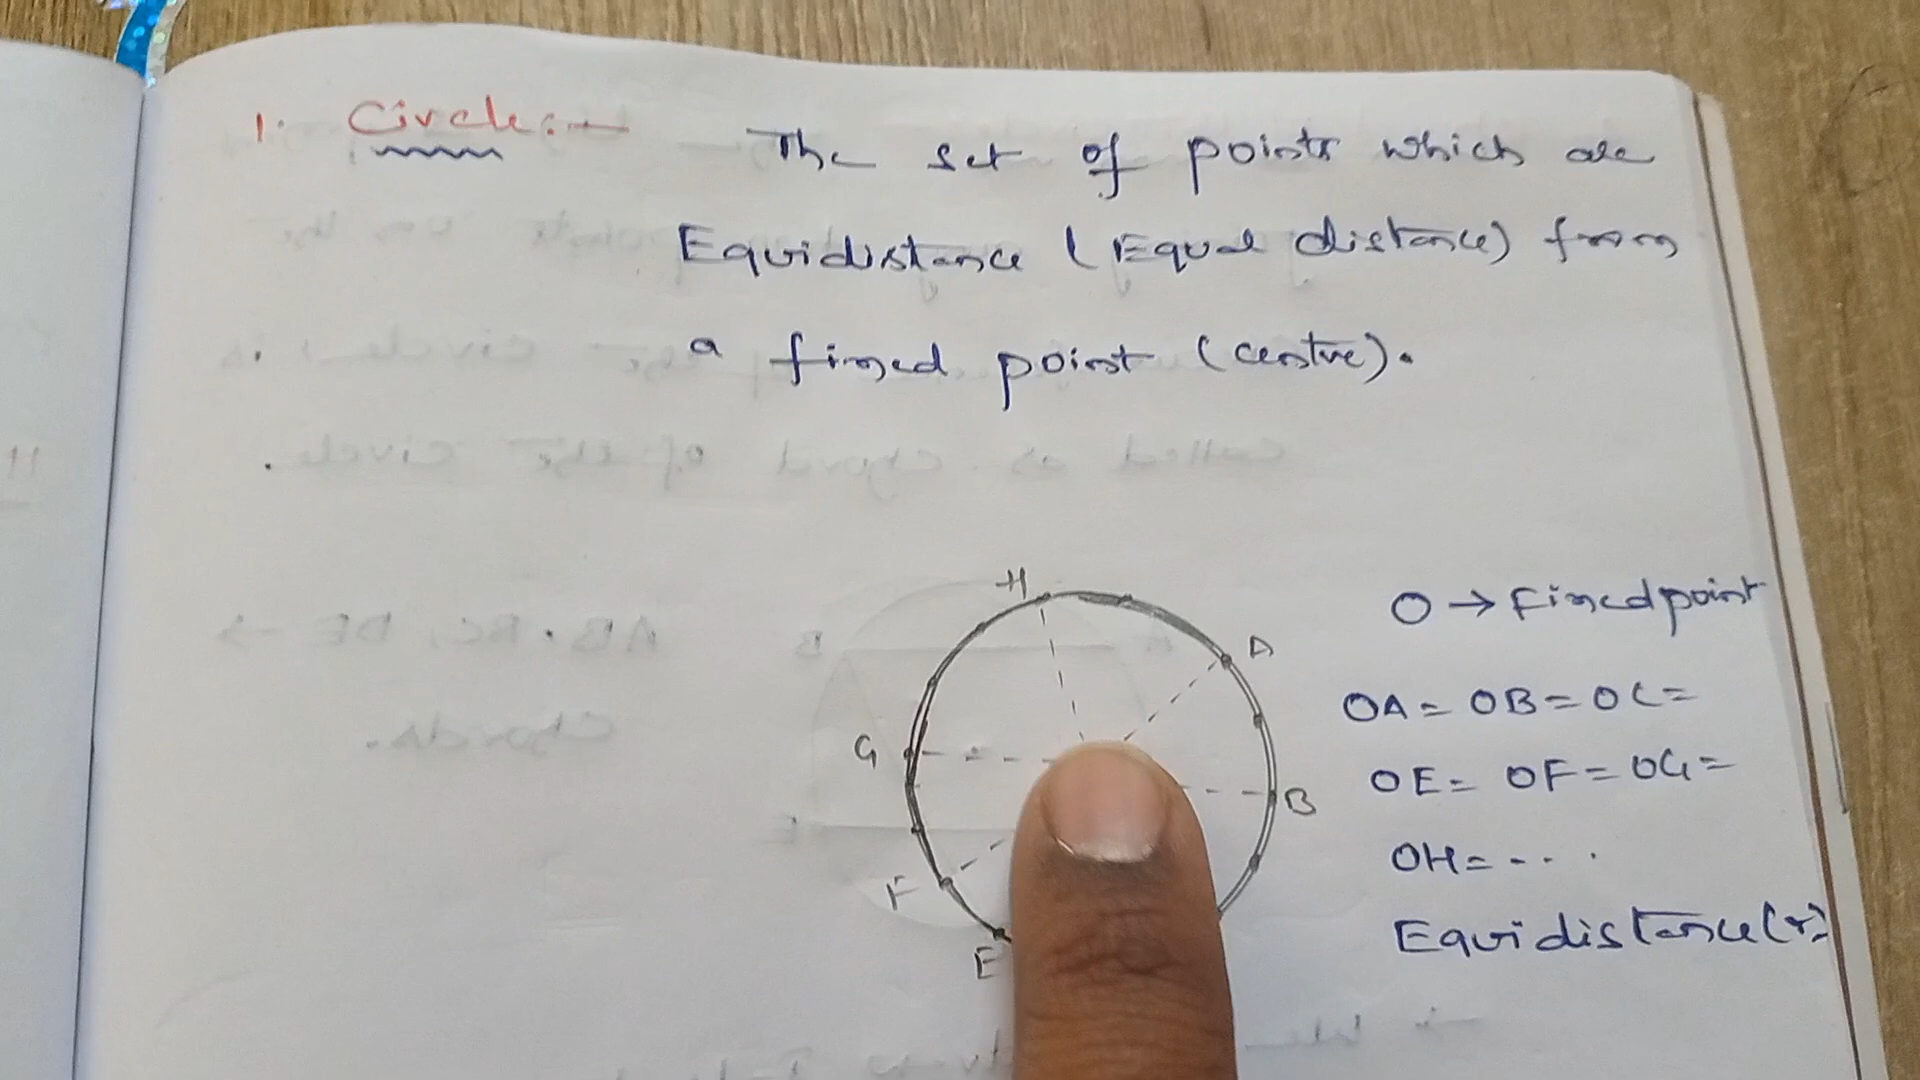 1. Circle:-
The set of points which are
Equidistance (Equal distance) from
a fixed point (centre).
H
A
G
B
F
E
O → Fixed point
OA = OB = OC =
OE = OF = OG =
OH = - - - .
Equidistance (r)